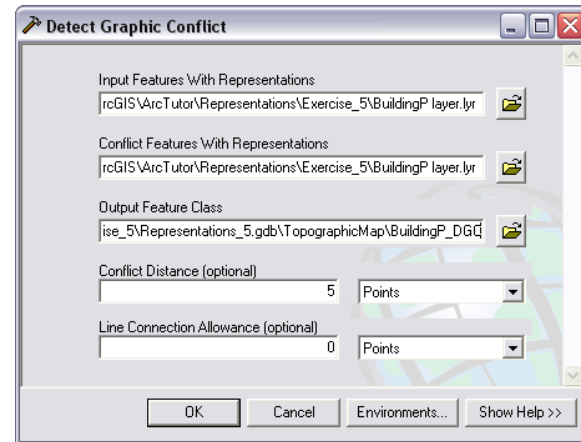 Detect Graphic Conflict
Input Features With Representations
rcGIS\ArcTutor\Representations\Exercise_5\BuildingP layer.lyr
Conflict Features With Representations
rcGIS\ArcTutor\Representations\Exercise_5\BuildingP layer.lyr
Output Feature Class
ise_5\Representations_5.gdb\TopographicMap\BuildingP_DGC
Conflict Distance (optional)
5 Points
Line Connection Allowance (optional)
0 Points
OK Cancel Environments... Show Help >>